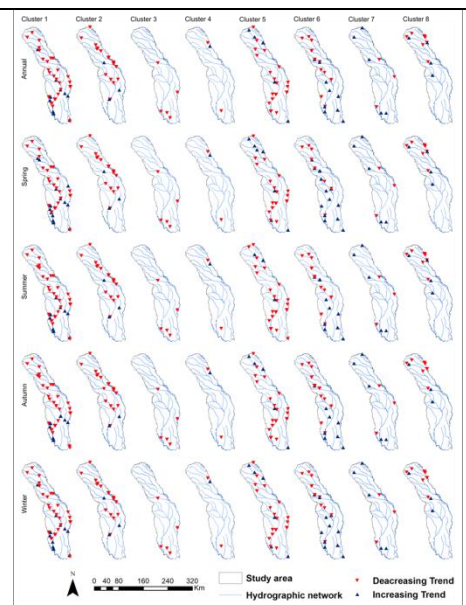 Cluster 1 Cluster 2 Cluster 3 Cluster 4 Cluster 5 Cluster 6 Cluster 7 Cluster 8
Annual
Spring
Summer
Autumn
Winter
N
0 40 80 160 240 320
Km
Study area
Hydrographic network
Deacreasing Trend
Increasing Trend